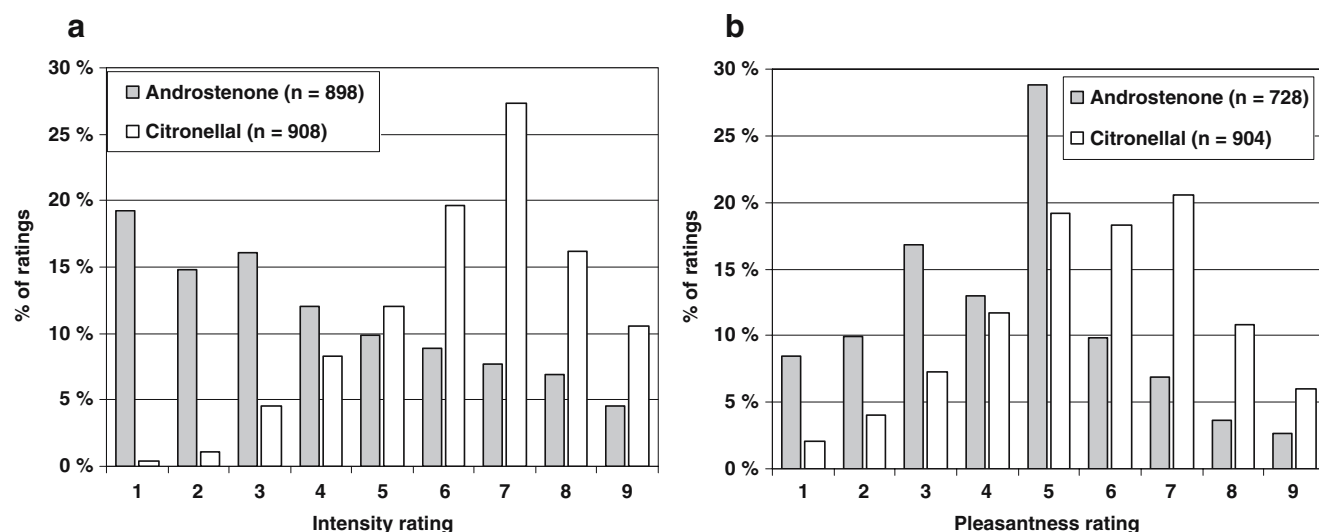 a
30 %
25 %
20 %
15 %
10 %
5 %
0 %
% of ratings
Androstenone (n = 898)
Citronellal (n = 908)
1 2 3 4 5 6 7 8 9
Intensity rating
b
30 %
25 %
20 %
15 %
10 %
5 %
0 %
% of ratings
Androstenone (n = 728)
Citronellal (n = 904)
1 2 3 4 5 6 7 8 9
Pleasantness rating